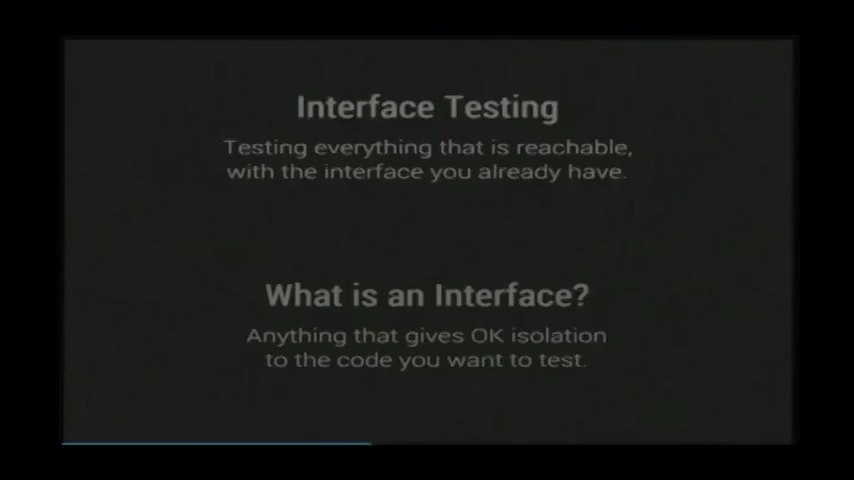 Interface Testing
Testing everything that is reachable,
with the interface you already have.
What is an Interface?
Anything that gives OK isolation
to the code you want to test.